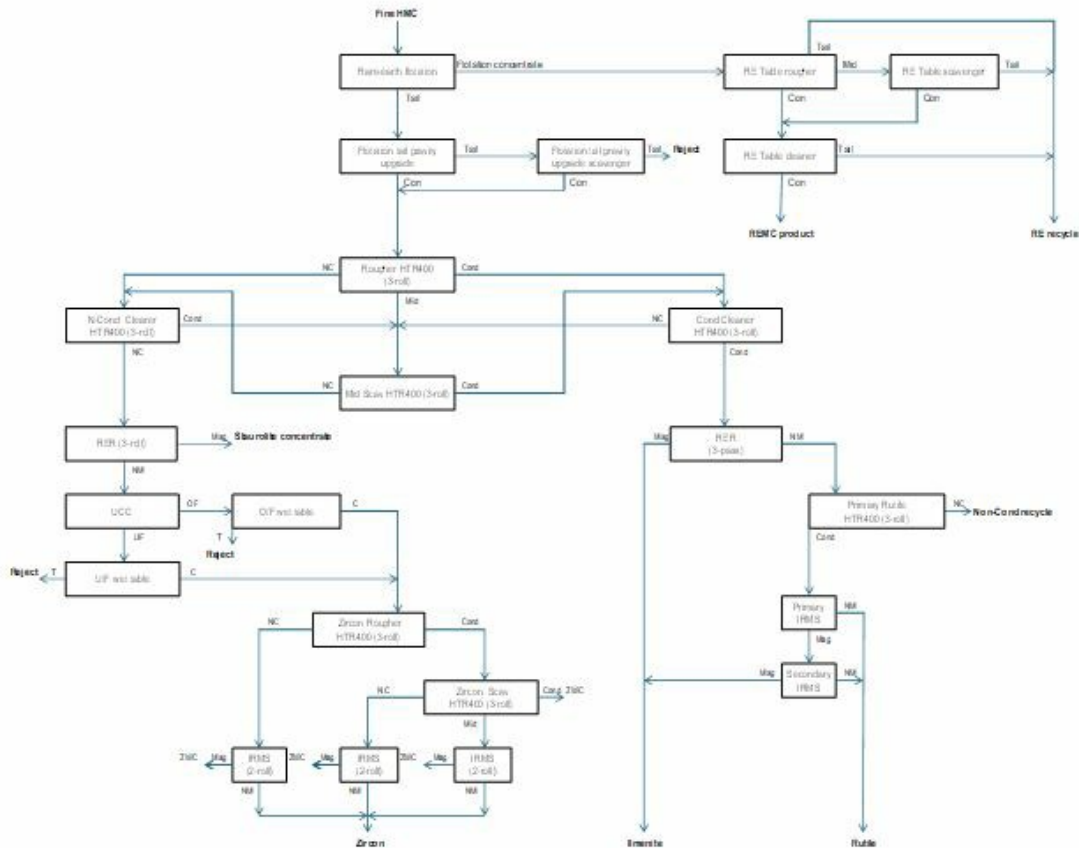 Fine HMC
Rare earth flotation
Flotation concentrate
RE Table rougher
Tail
Mid
RE Table scavenger
Tail
Tail
Con
Con
Flotation tail gravity
upgrade
Tail
Flotation tail gravity
upgrade scavenger
Tail
Reject
RE Table cleaner
Tail
Con
Con
Con
REMC product
RE recycle
NC
Rougher HTR400
(3-roll)
Cond
Mid
N-Cond Cleaner
HTR400 (3-roll)
Cond
NC
Cond Cleaner
HTR400 (3-roll)
NC
Cond
NC
Mid Scav HTR400 (3-roll)
Cond
RER (3-roll)
Mag
Staurolite concentrate
NM
Mag
RER
(3-pass)
NM
UCC
OF
O/F wet table
C
UF
T
Reject
Primary Rutile
HTR400 (3-roll)
NC
Non-Cond recycle
Cond
Reject
T
U/F wet table
C
NC
Zircon Rougher
HTR400 (3-roll)
Cond
Primary
IRMS
NM
Mag
NC
Zircon Scav
HTR400 (3-roll)
Cond
ZWC
Mid
Mag
Secondary
IRMS
NM
ZWC
Mag
IRMS
(2-roll)
ZWC
Mag
IRMS
(2-roll)
ZWC
Mag
IRMS
(2-roll)
NM
NM
NM
Zircon
Ilmenite
Rutile